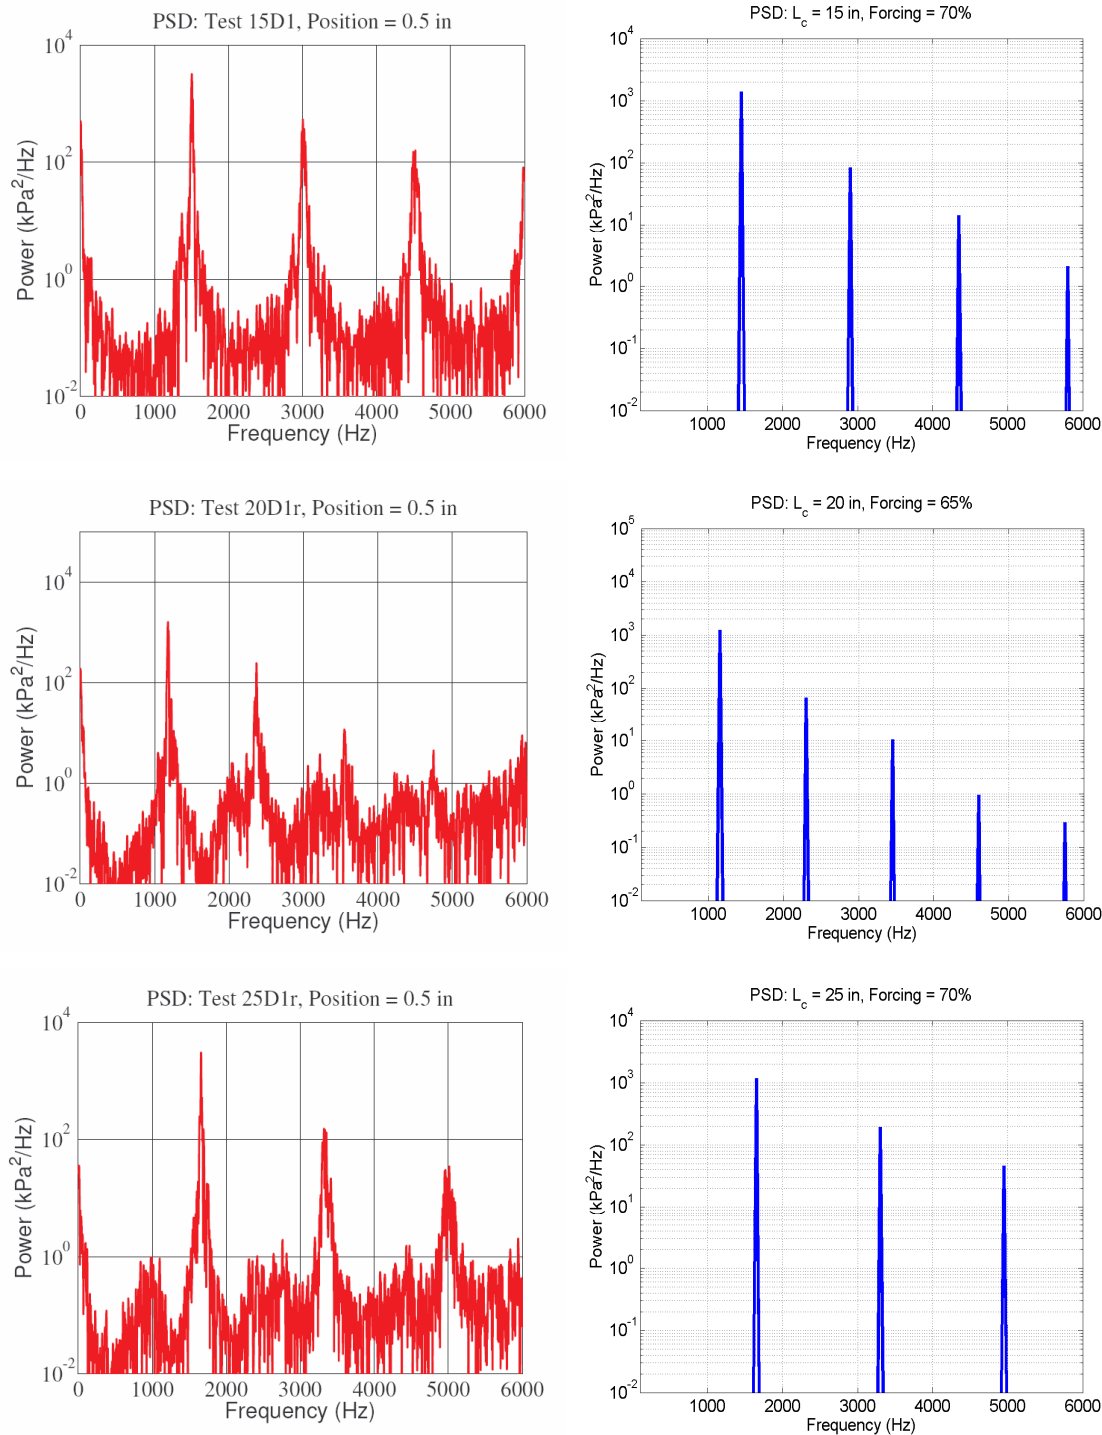 PSD: Test 15D1, Position = 0.5 in
10^4
10^2
10^0
10^-2
Power (kPa^2/Hz)
0 1000 2000 3000 4000 5000 6000
Frequency (Hz)
PSD: L_c = 15 in, Forcing = 70%
10^4
10^3
10^2
10^1
10^0
10^-1
10^-2
Power (kPa^2/Hz)
1000 2000 3000 4000 5000 6000
Frequency (Hz)
PSD: Test 20D1r, Position = 0.5 in
10^4
10^2
10^0
10^-2
Power (kPa^2/Hz)
0 1000 2000 3000 4000 5000 6000
Frequency (Hz)
PSD: L_c = 20 in, Forcing = 65%
10^5
10^4
10^3
10^2
10^1
10^0
10^-1
10^-2
Power (kPa^2/Hz)
1000 2000 3000 4000 5000 6000
Frequency (Hz)
PSD: Test 25D1r, Position = 0.5 in
10^4
10^2
10^0
10^-2
Power (kPa^2/Hz)
0 1000 2000 3000 4000 5000 6000
Frequency (Hz)
PSD: L_c = 25 in, Forcing = 70%
10^4
10^3
10^2
10^1
10^0
10^-1
10^-2
Power (kPa^2/Hz)
1000 2000 3000 4000 5000 6000
Frequency (Hz)